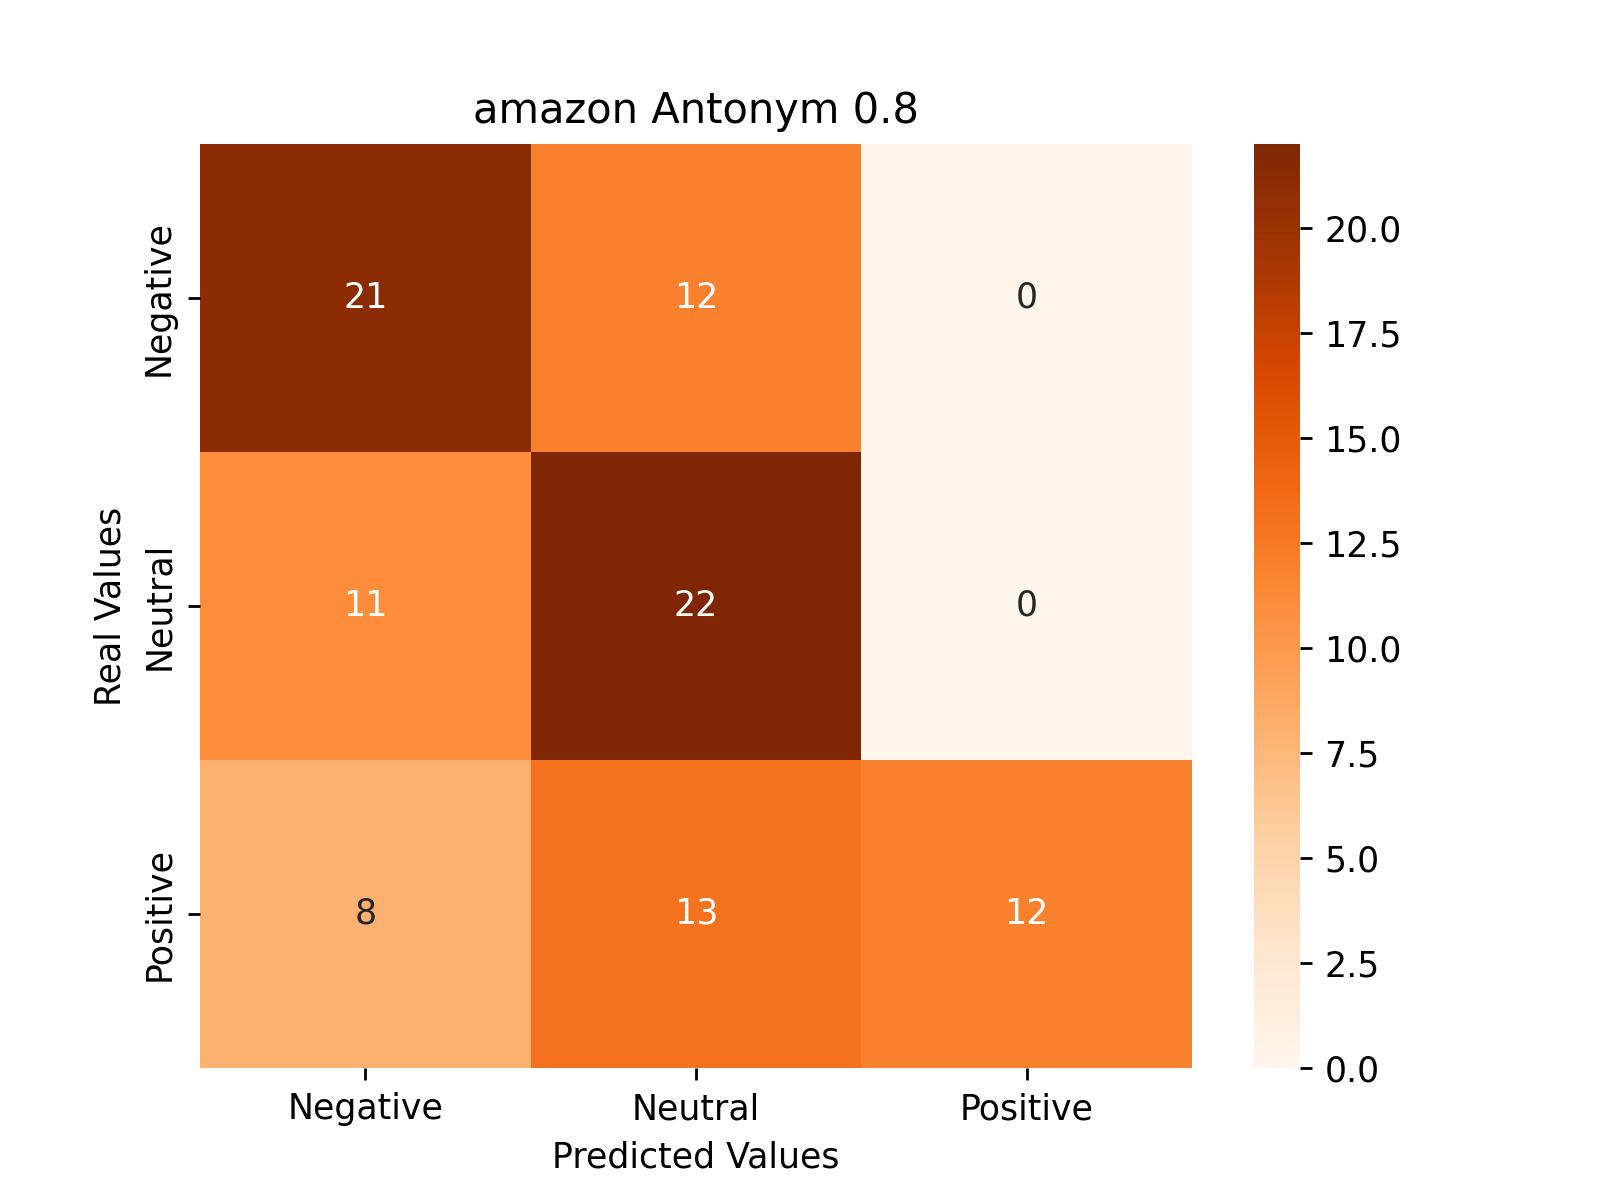 amazon Antonym 0.8
Real Values
Negative
21 12 0
Neutral
11 22 0
Positive
8 13 12
Negative Neutral Positive
Predicted Values
20.0
17.5
15.0
12.5
10.0
7.5
5.0
2.5
0.0